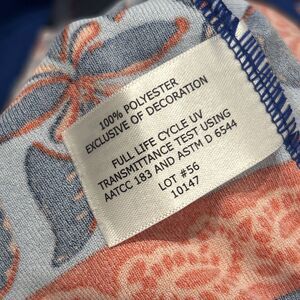 100% POLYESTER
EXCLUSIVE OF DECORATION
FULL LIFE CYCLE UV
TRANSMITTANCE TEST USING
AATCC 183 AND ASTM D 6544
LOT #56
10147